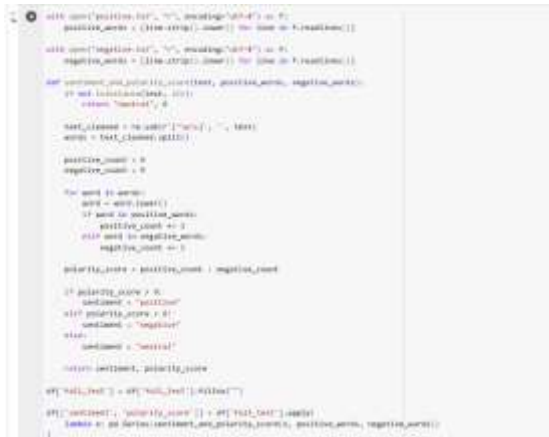 with open("positive.txt", "r", encoding="utf-8") as f:
positive_words = [line.strip().lower() for line in f.readlines()]
with open("negative.txt", "r", encoding="utf-8") as f:
negative_words = [line.strip().lower() for line in f.readlines()]
def sentiment_and_polarity_score(text, positive_words, negative_words):
if not isinstance(text, str):
return "neutral", 0
text_cleaned = re.sub(r'[^\w\s]', '', text)
words = text_cleaned.split()
positive_count = 0
negative_count = 0
for word in words:
word = word.lower()
if word in positive_words:
positive_count += 1
elif word in negative_words:
negative_count += 1
polarity_score = positive_count - negative_count
if polarity_score > 0:
sentiment = "positive"
elif polarity_score < 0:
sentiment = "negative"
else:
sentiment = "neutral"
return sentiment, polarity_score
df['full_text'] = df['full_text'].fillna("")
df[['sentiment', 'polarity_score']] = df['full_text'].apply(
lambda x: pd.Series(sentiment_and_polarity_score(x, positive_words, negative_words))
)